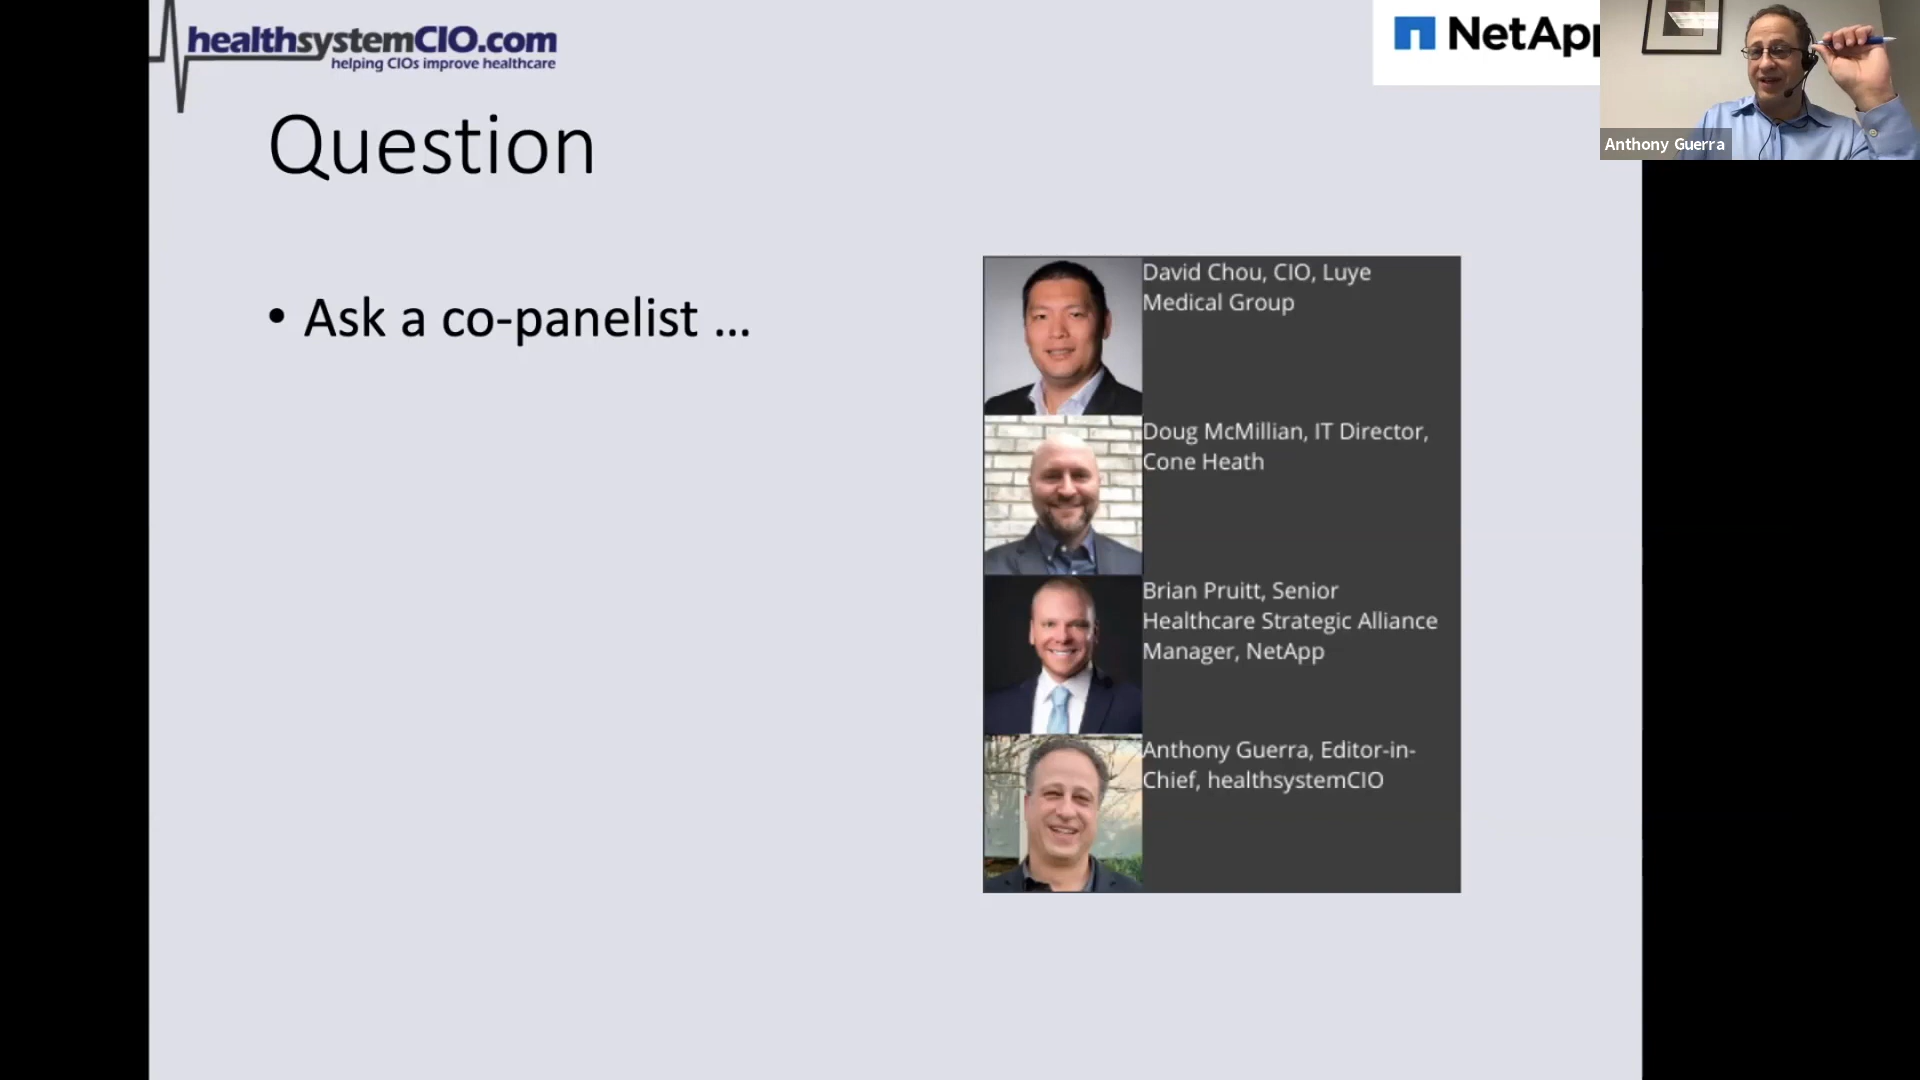 healthsystemCIO.com
helping CIOs improve healthcare
NetApp
Anthony Guerra
Question
• Ask a co-panelist ...
David Chou, CIO, Luye
Medical Group
Doug McMillian, IT Director,
Cone Heath
Brian Pruitt, Senior
Healthcare Strategic Alliance
Manager, NetApp
Anthony Guerra, Editor-in-
Chief, healthsystemCIO